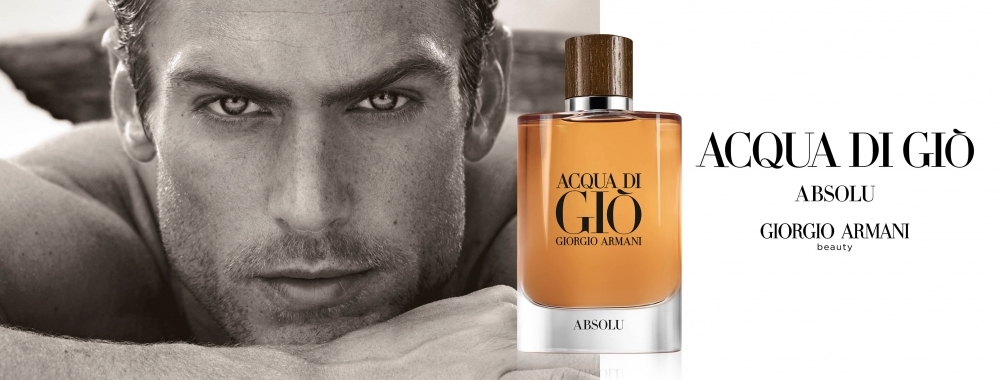 ACQUA DI
GIÒ
GIORGIO ARMANI
ABSOLU
ACQUA DI GIÒ
ABSOLU
GIORGIO ARMANI
beauty